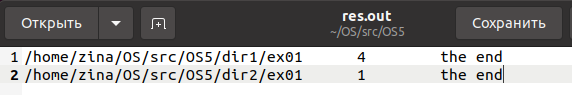 Открыть
res.out
~/OS/src/OS5
Сохранить
1 /home/zina/OS/src/OS5/dir1/ex01 4 the end
2 /home/zina/OS/src/OS5/dir2/ex01 1 the end